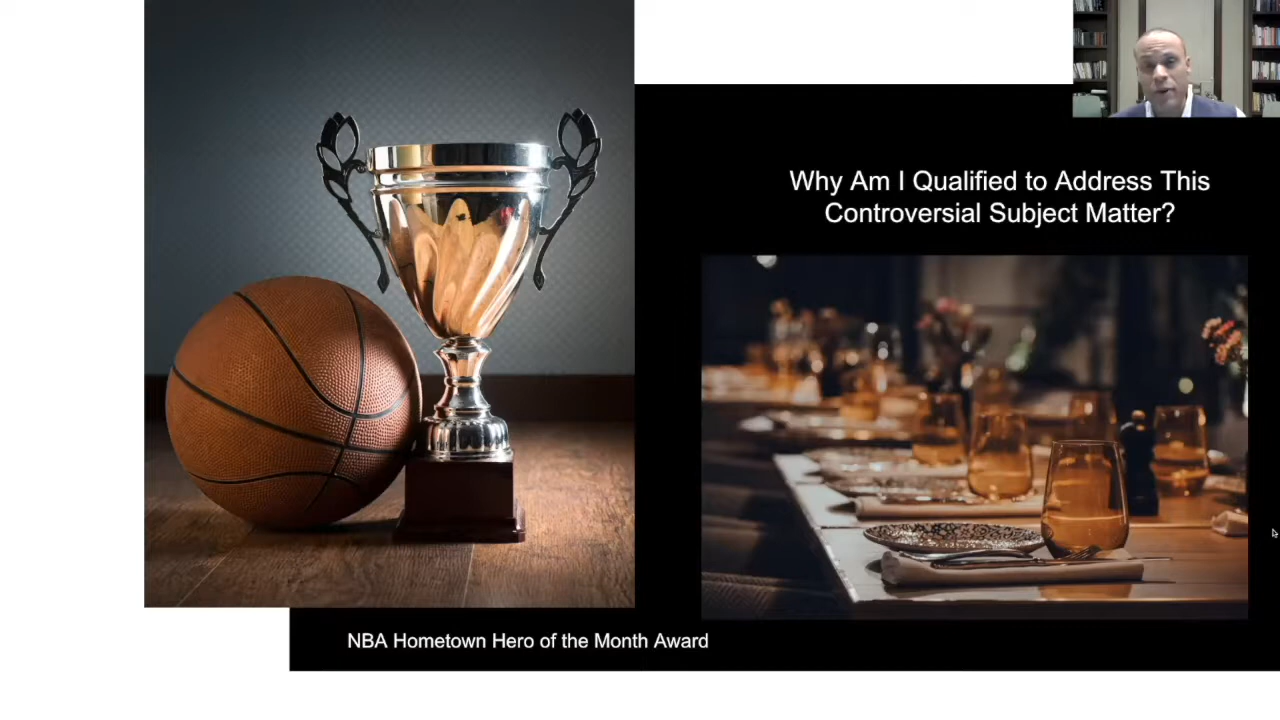 Why Am I Qualified to Address This
Controversial Subject Matter?
NBA Hometown Hero of the Month Award